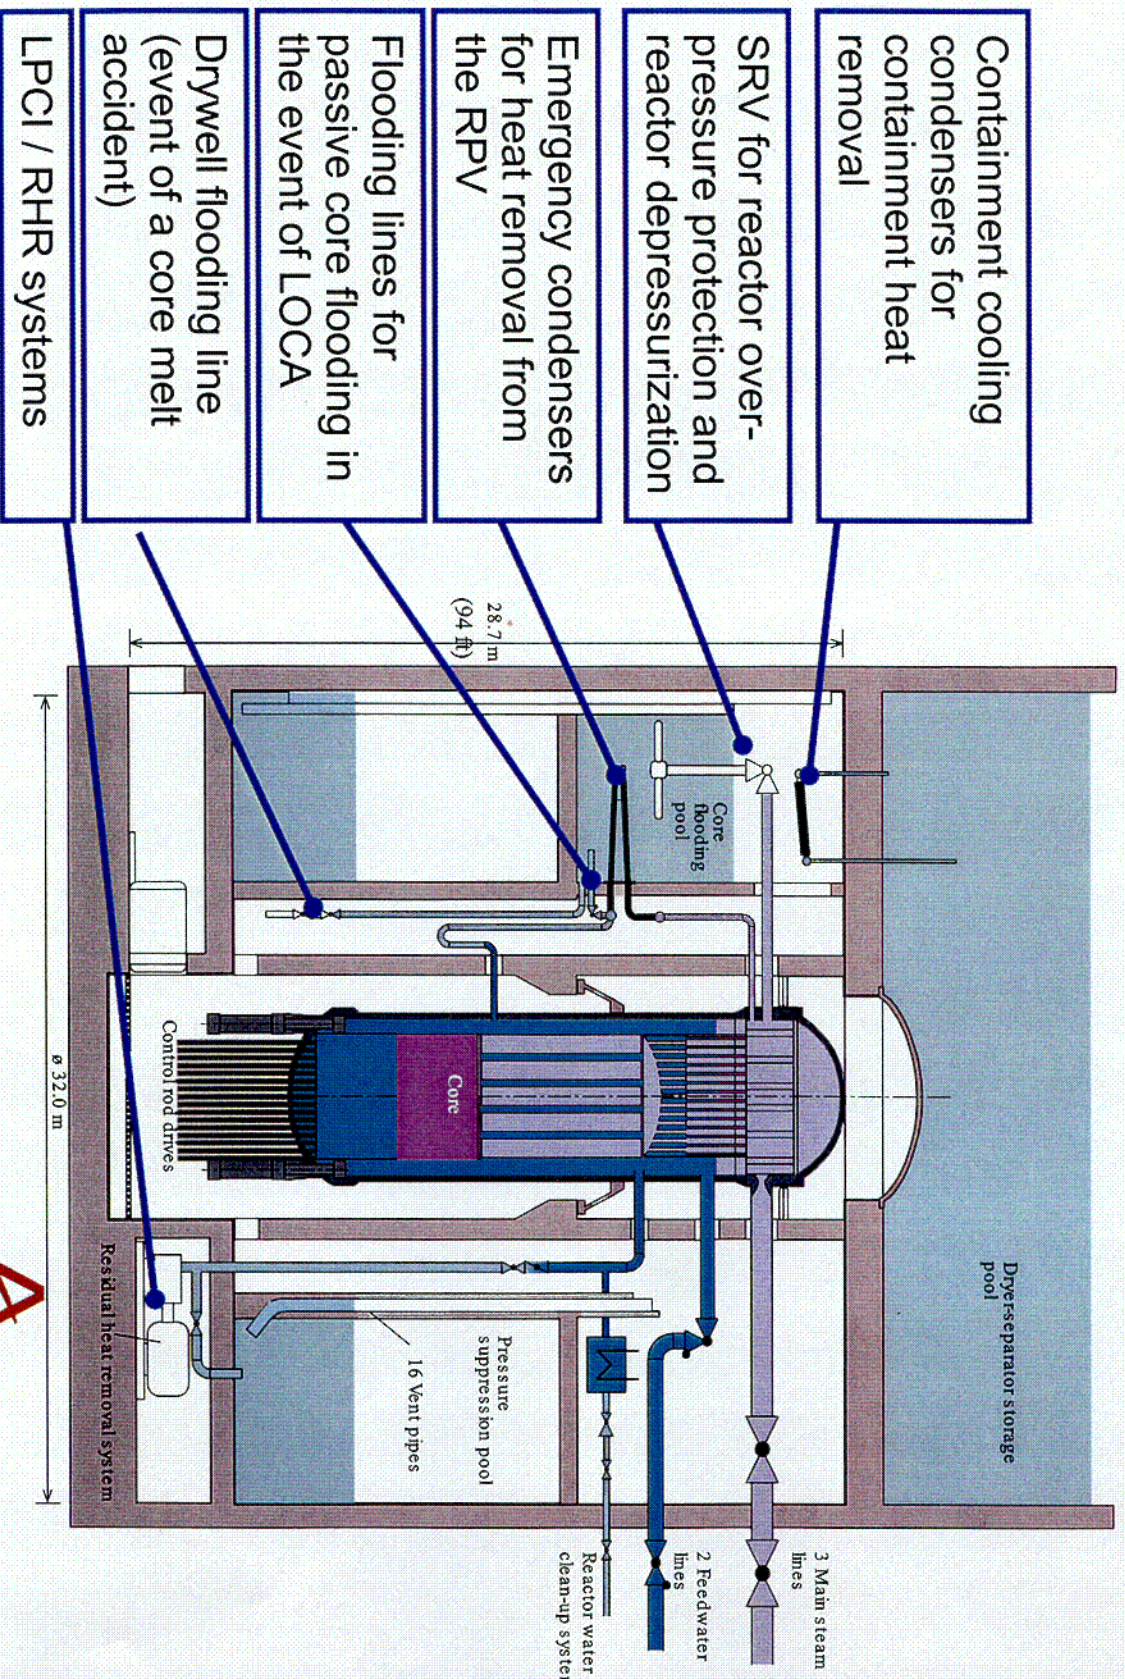 Containment cooling
condensers for
containment heat
removal
SRV for reactor over-
pressure protection and
reactor depressurization
Emergency condensers
for heat removal from
the RPV
Flooding lines for
passive core flooding in
the event of LOCA
Drywell flooding line
(event of a core melt
accident)
LPCI / RHR systems
28.7 m
(94 ft)
ø 32.0 m
Core
flooding
pool
Core
Control rod drives
Dryer-separator storage
pool
Pressure
suppression pool
16 Vent pipes
Residual heat removal system
3 Main steam
lines
2 Feedwater
lines
Reactor water
clean-up system
A